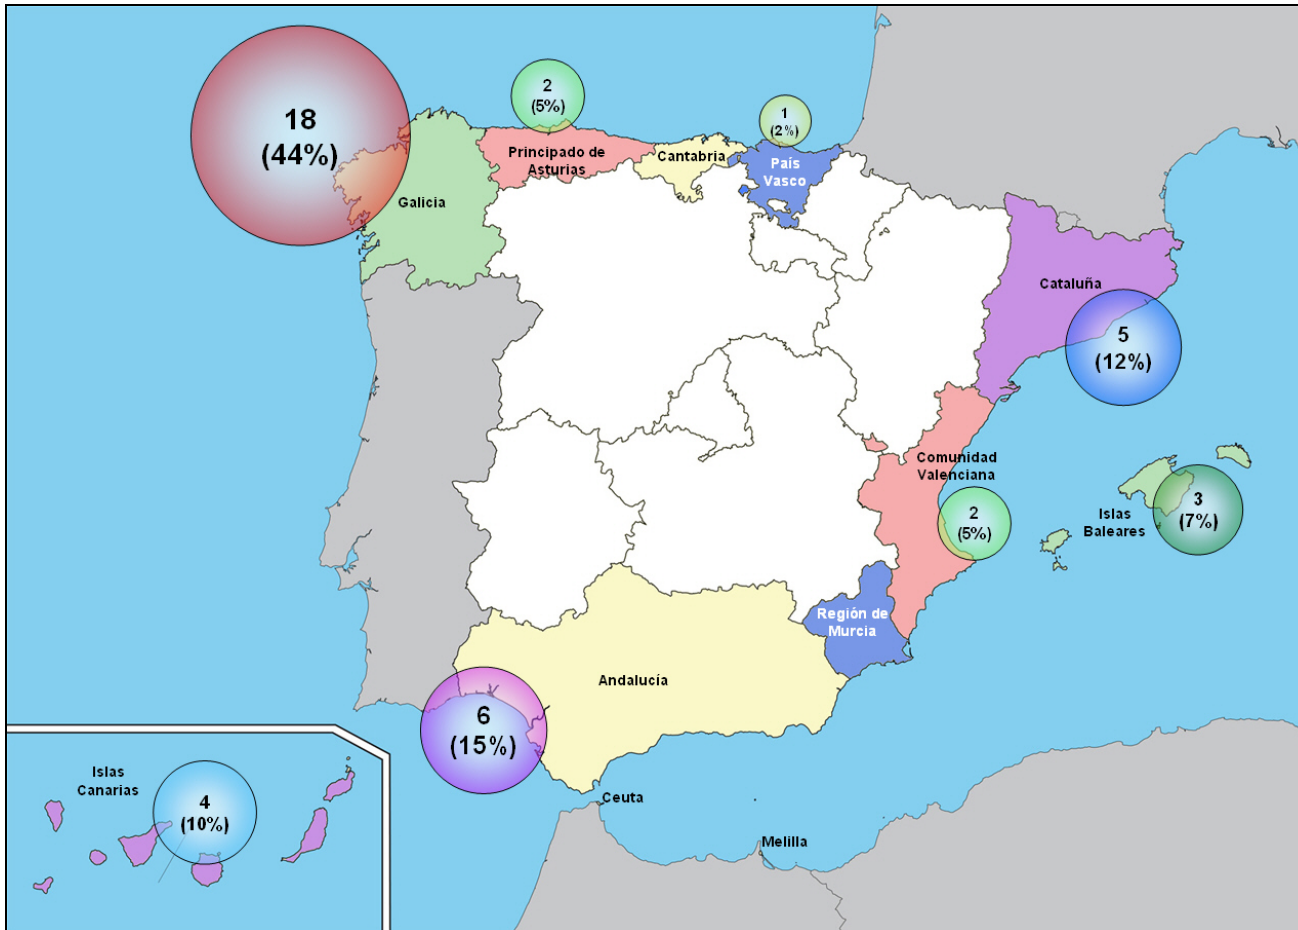 18
(44%)
2
(5%)
1
(2%)
Principado de
Asturias
Cantabria
País
Vasco
Galicia
Cataluña
5
(12%)
Comunidad
Valenciana
2
(5%)
3
(7%)
Islas
Baleares
Región de
Murcia
Andalucía
6
(15%)
Islas
Canarias
4
(10%)
Ceuta
Melilla